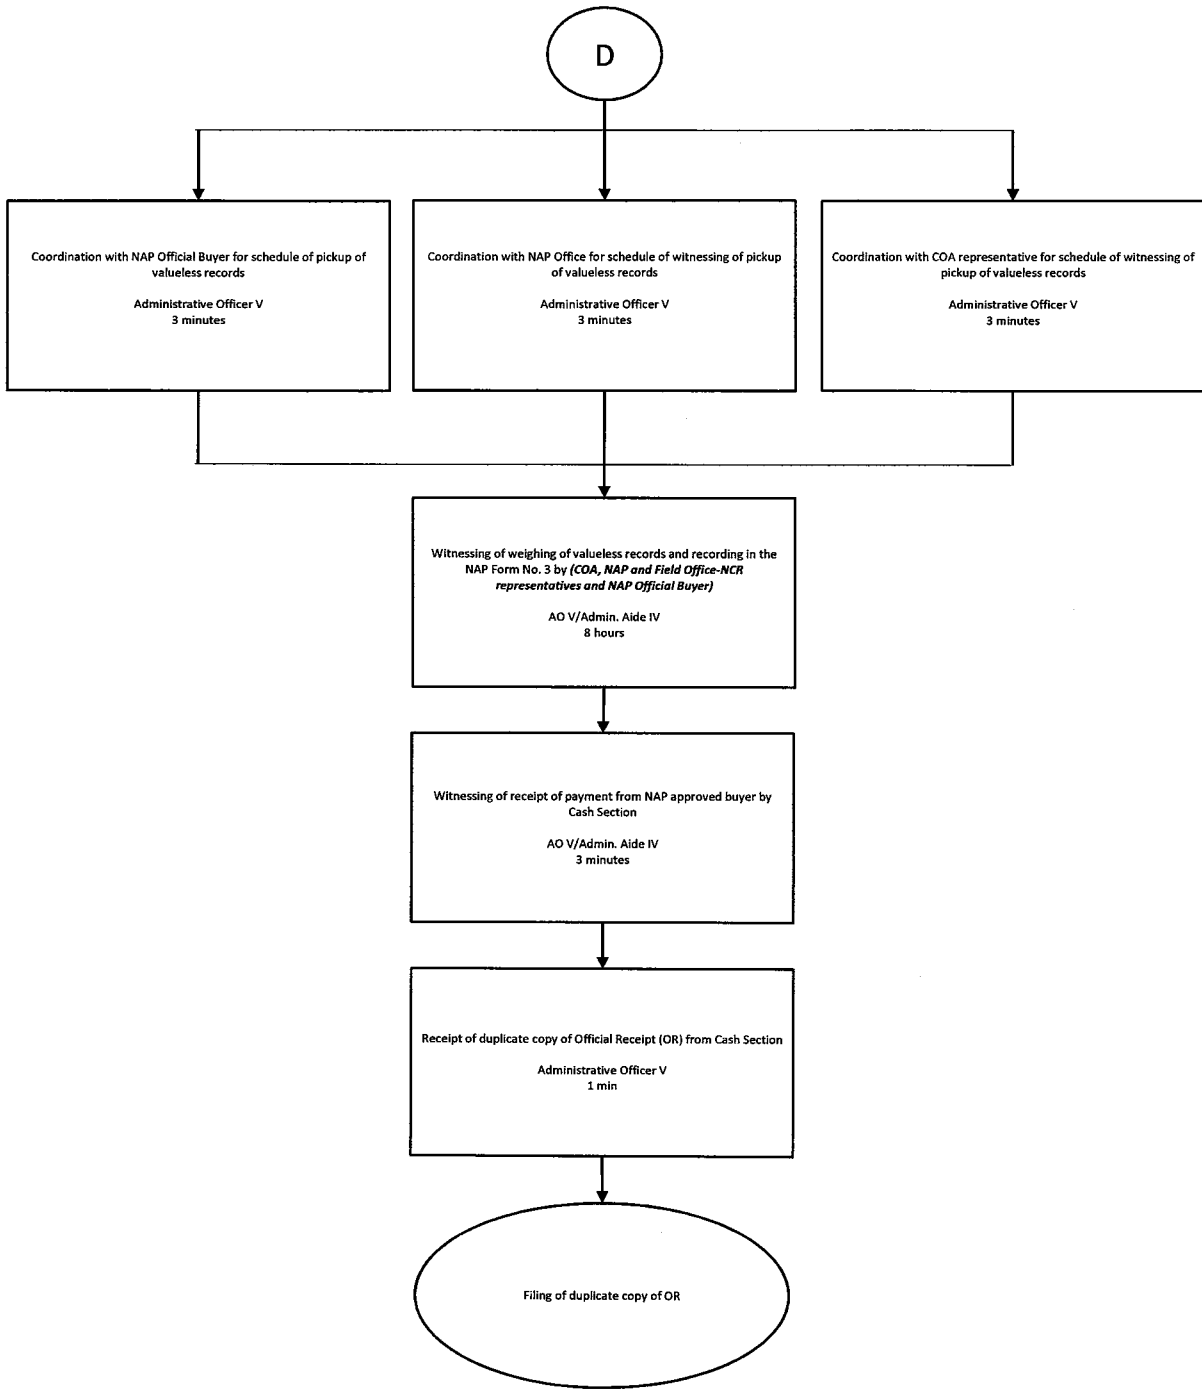 D
Coordination with NAP Official Buyer for schedule of pickup of
valueless records
Administrative Officer V
3 minutes
Coordination with NAP Office for schedule of witnessing of pickup
of valueless records
Administrative Officer V
3 minutes
Coordination with COA representative for schedule of witnessing of
pickup of valueless records
Administrative Officer V
3 minutes
Witnessing of weighing of valueless records and recording in the
NAP Form No. 3 by (COA, NAP and Field Office-NCR
representatives and NAP Official Buyer)
AO V/Admin. Aide IV
8 hours
Witnessing of receipt of payment from NAP approved buyer by
Cash Section
AO V/Admin. Aide IV
3 minutes
Receipt of duplicate copy of Official Receipt (OR) from Cash Section
Administrative Officer V
1 min
Filing of duplicate copy of OR